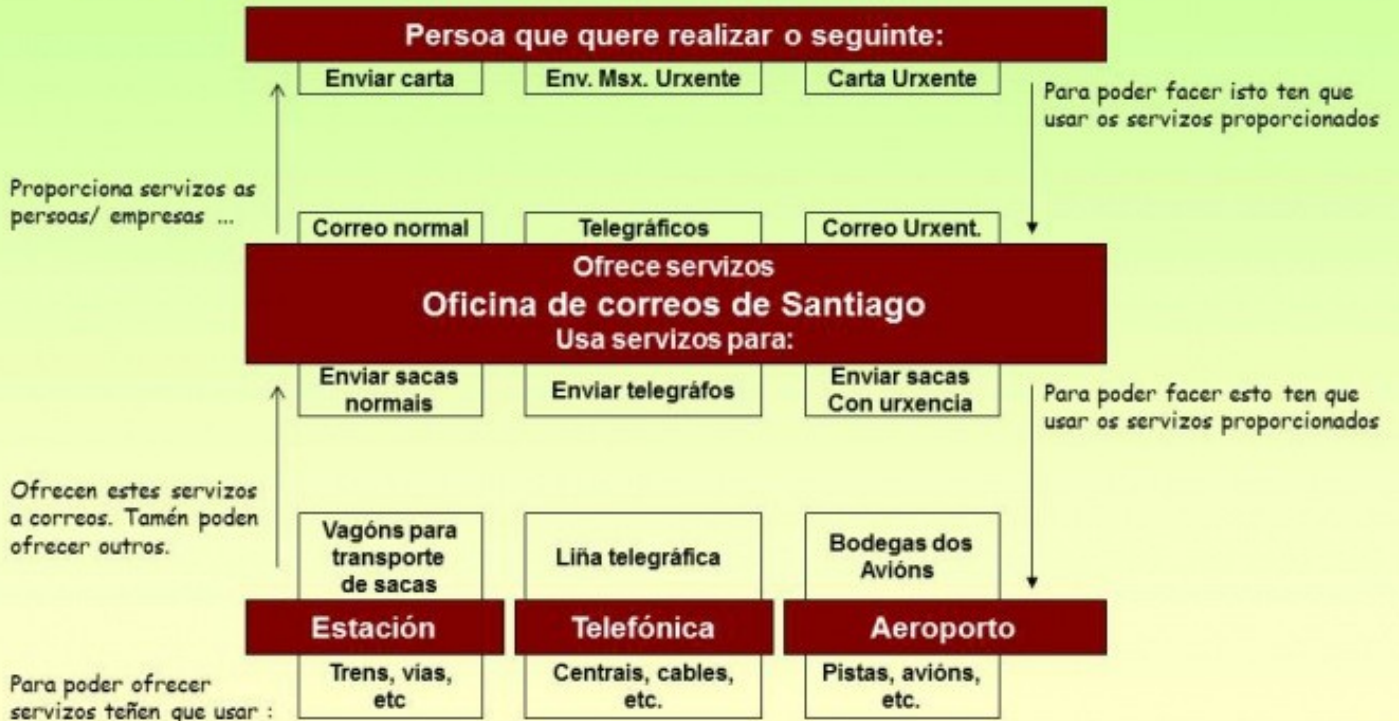 Persoa que quere realizar o seguinte:
Enviar carta
Env. Msx. Urxente
Carta Urxente
Para poder facer isto ten que
usar os servizos proporcionados
Proporciona servizos as
persoas/ empresas ...
Correo normal
Telegráficos
Correo Urxent.
Ofrece servizos
Oficina de correos de Santiago
Usa servizos para:
Enviar sacas
normais
Enviar telegráfos
Enviar sacas
Con urxencia
Para poder facer esto ten que
usar os servizos proporcionados
Ofrecen estes servizos
a correos. Tamén poden
ofrecer outros.
Vagóns para
transporte
de sacas
Liña telegráfica
Bodegas dos
Avións
Estación
Telefónica
Aeroporto
Para poder ofrecer
servizos teñen que usar :
Trens, vías,
etc
Centrais, cables,
etc.
Pistas, avións,
etc.